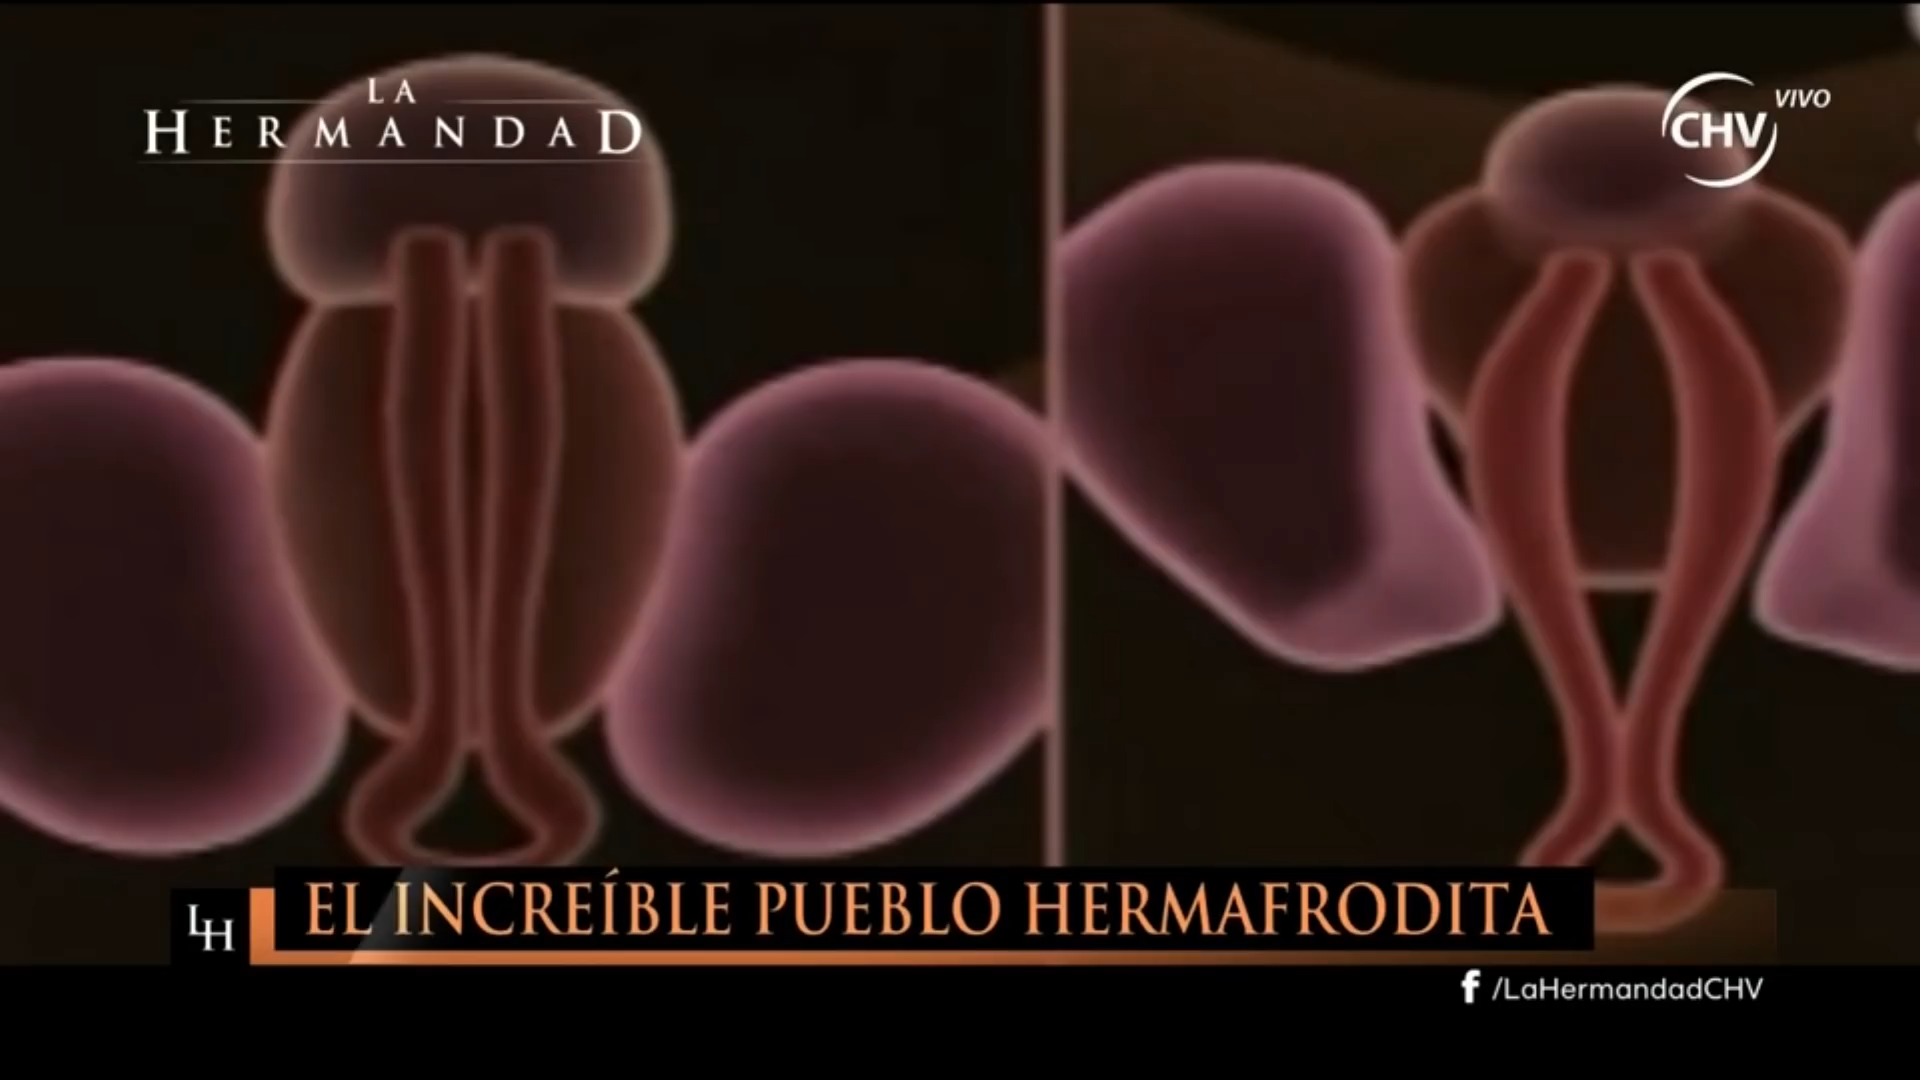 LA
HERMANDAD
CHV VIVO
LH
EL INCREÍBLE PUEBLO HERMAFRODITA
f /LaHermandadCHV